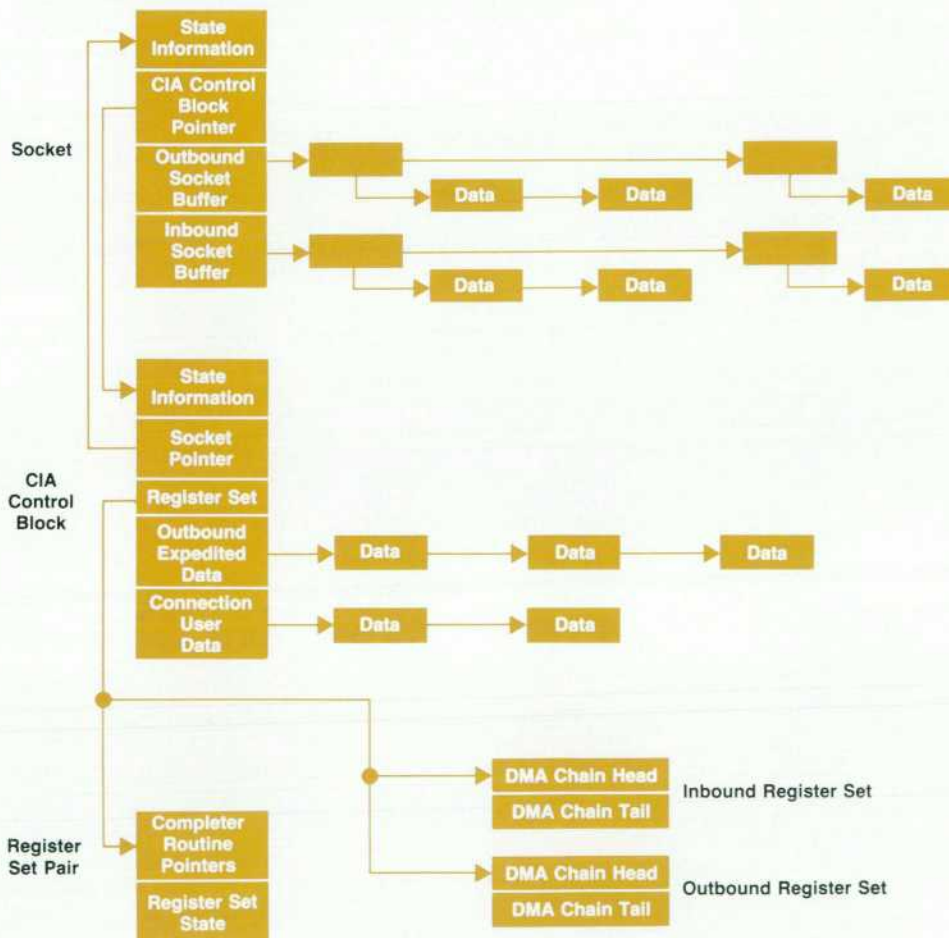 State
Information
CIA Control
Block
Pointer
Socket
Outbound
Socket
Buffer
Data
Data
Data
Inbound
Socket
Buffer
Data
Data
Data
State
Information
Socket
Pointer
CIA
Control
Block
Register Set
Outbound
Expedited
Data
Data
Data
Data
Connection
User
Data
Data
Data
DMA Chain Head
DMA Chain Tail
Inbound Register Set
Register
Set Pair
Completer
Routine
Pointers
Register Set
State
DMA Chain Head
DMA Chain Tail
Outbound Register Set